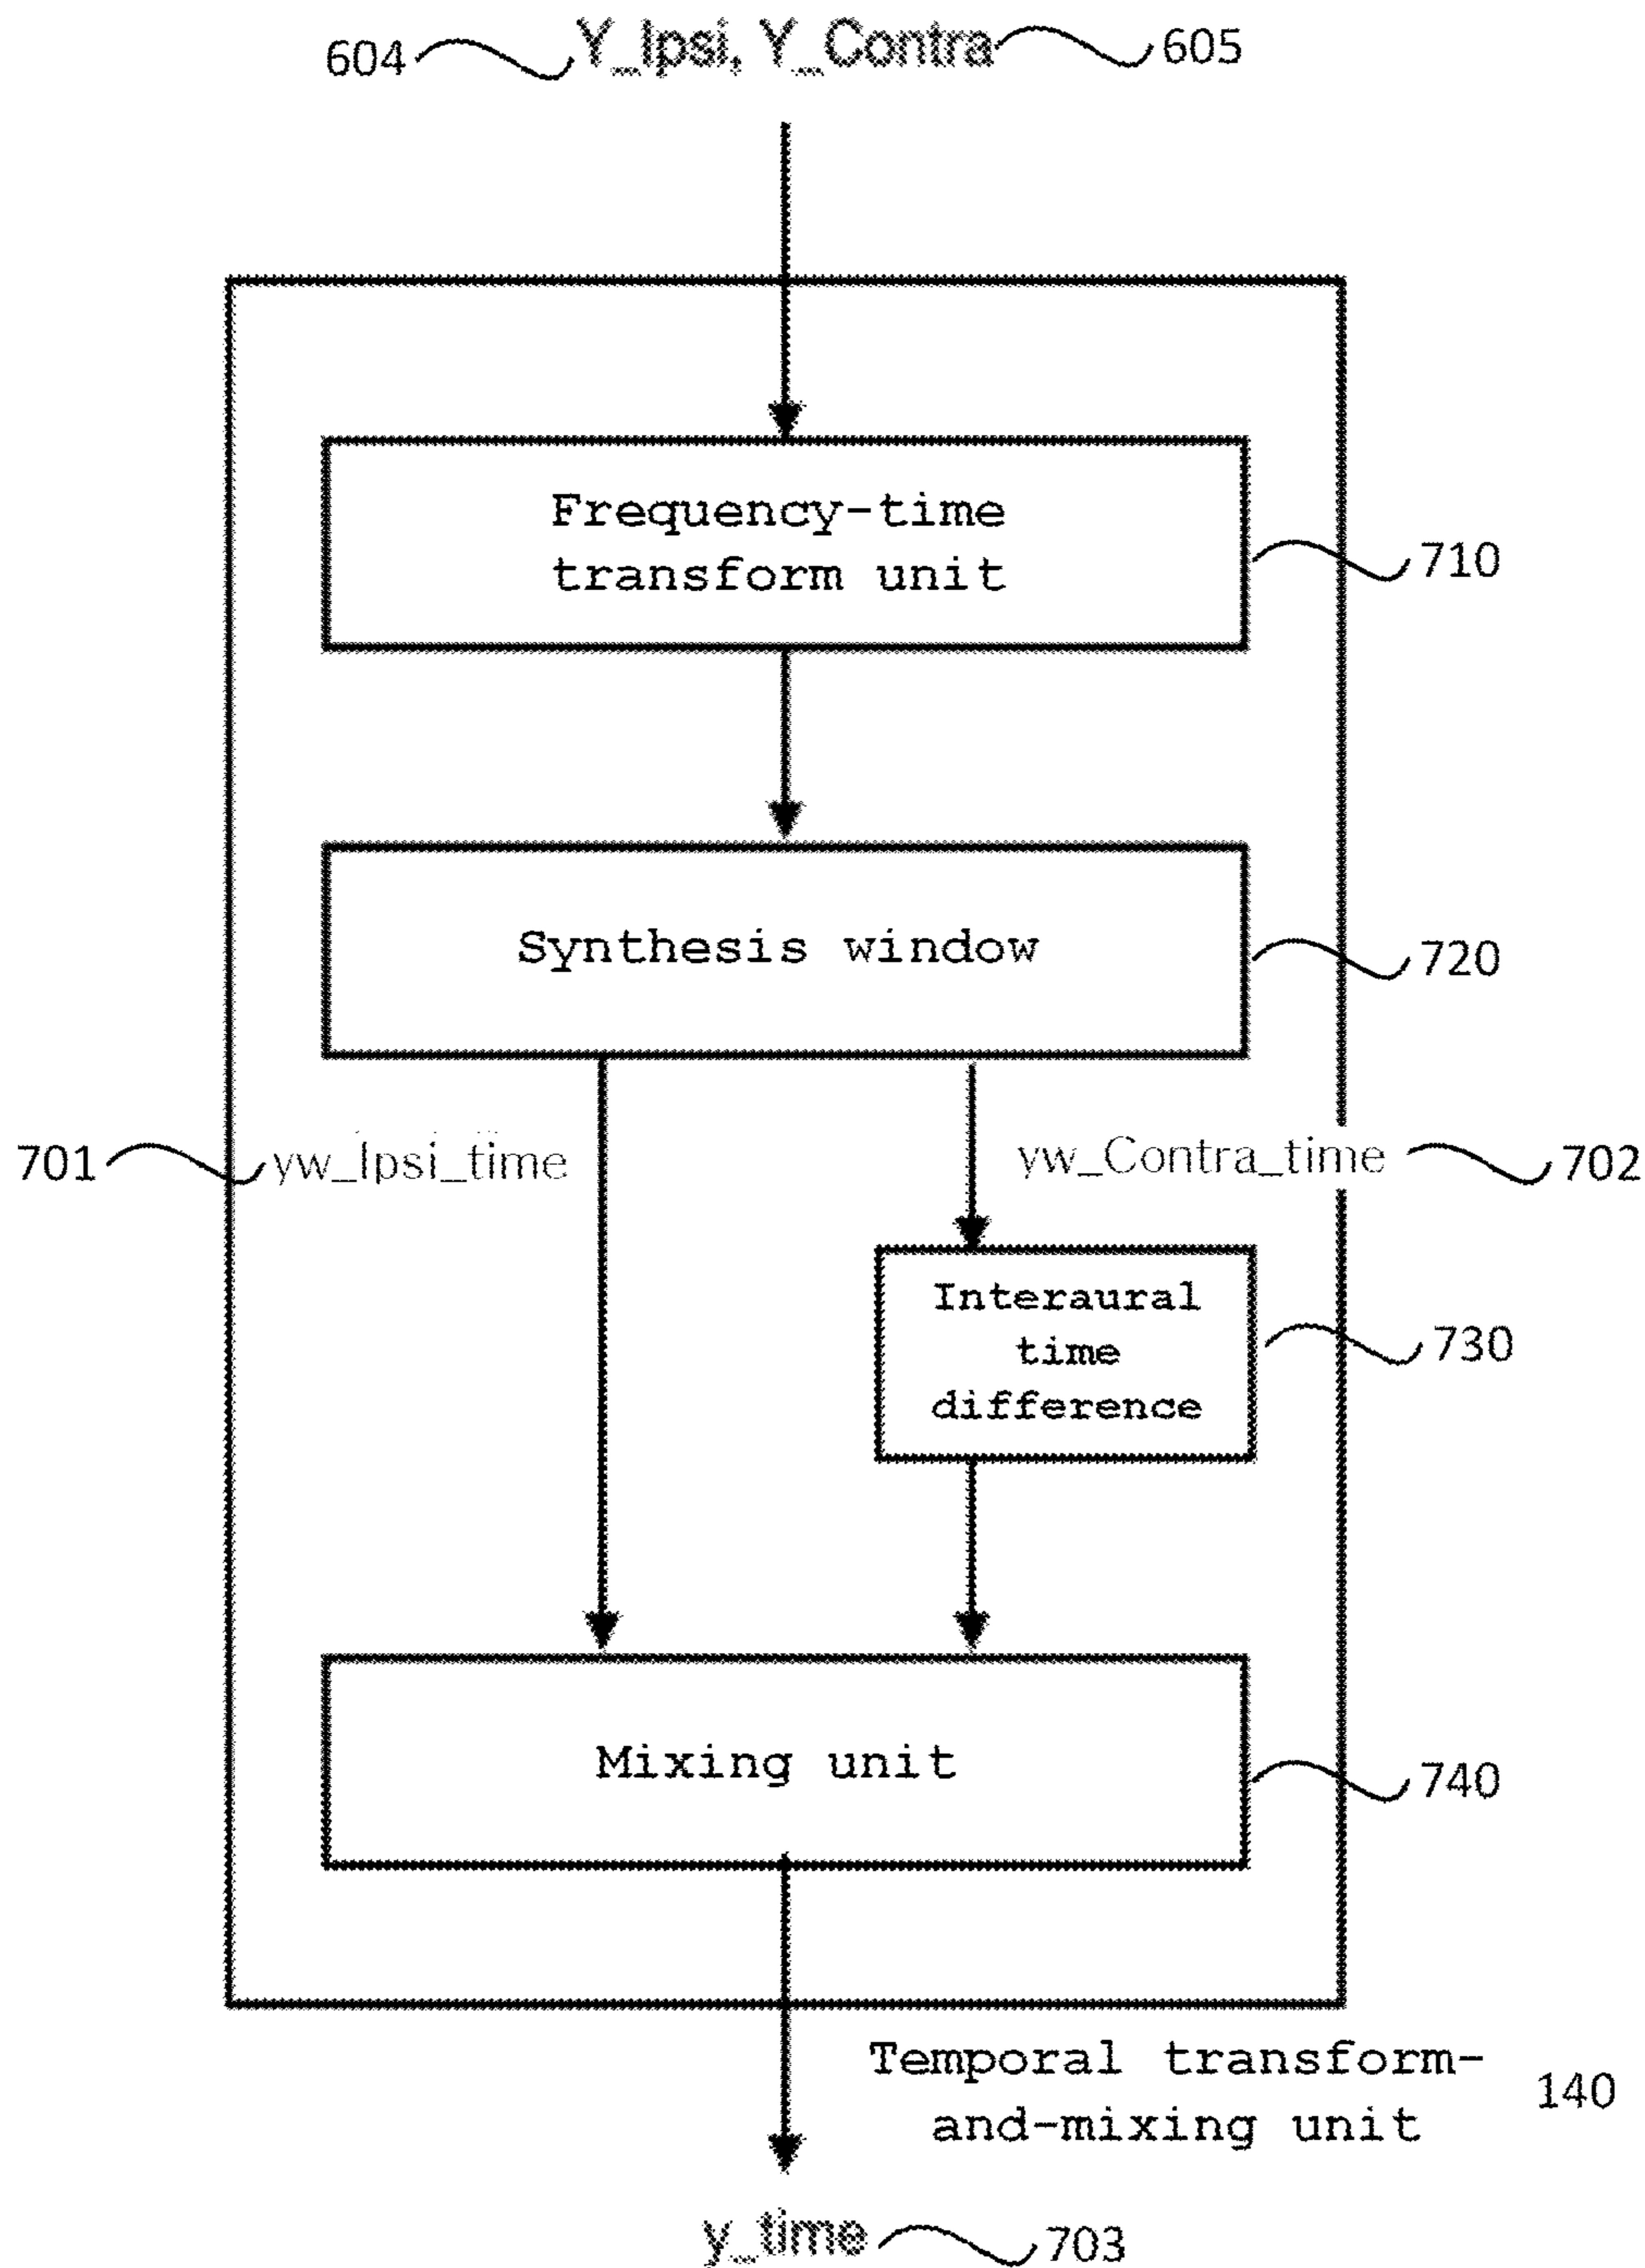 604 Y_Ipsi, Y_Contra 605
Frequency-time
transform unit
710
Synthesis window
720
701 yw_Ipsi_time
yw_Contra_time 702
Interaural
time
difference
730
Mixing unit
740
Temporal transform-
and-mixing unit
140
y_time 703